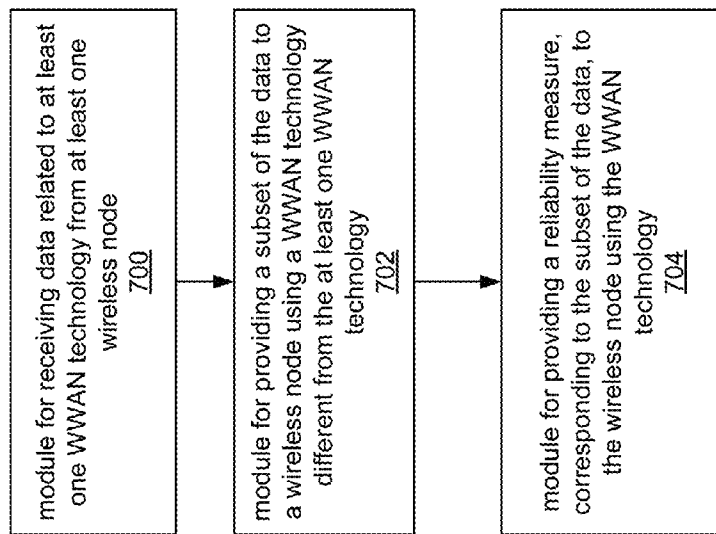 module for receiving data related to at least
one WWAN technology from at least one
wireless node
700
module for providing a subset of the data to
a wireless node using a WWAN technology
different from the at least one WWAN
technology
702
module for providing a reliability measure,
corresponding to the subset of the data, to
the wireless node using the WWAN
technology
704